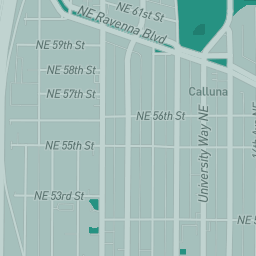 NE 61st St
NE Ravenna Blvd
NE 59th St
NE 58th St
NE 57th St
Calluna
NE 56th St
NE 55th St
University Way NE
NE 53rd St